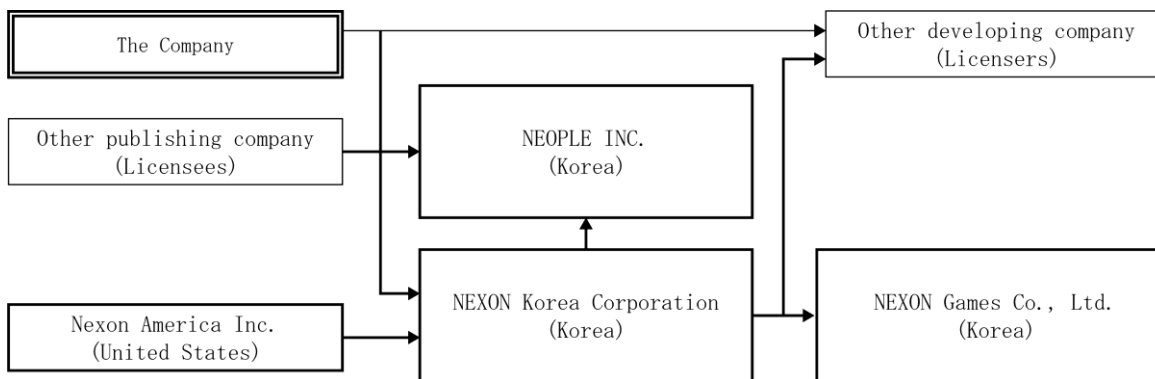 The Company
Other developing company
(Licensers)
Other publishing company
(Licensees)
NEOPLE INC.
(Korea)
NEXON Korea Corporation
(Korea)
NEXON Games Co., Ltd.
(Korea)
Nexon America Inc.
(United States)